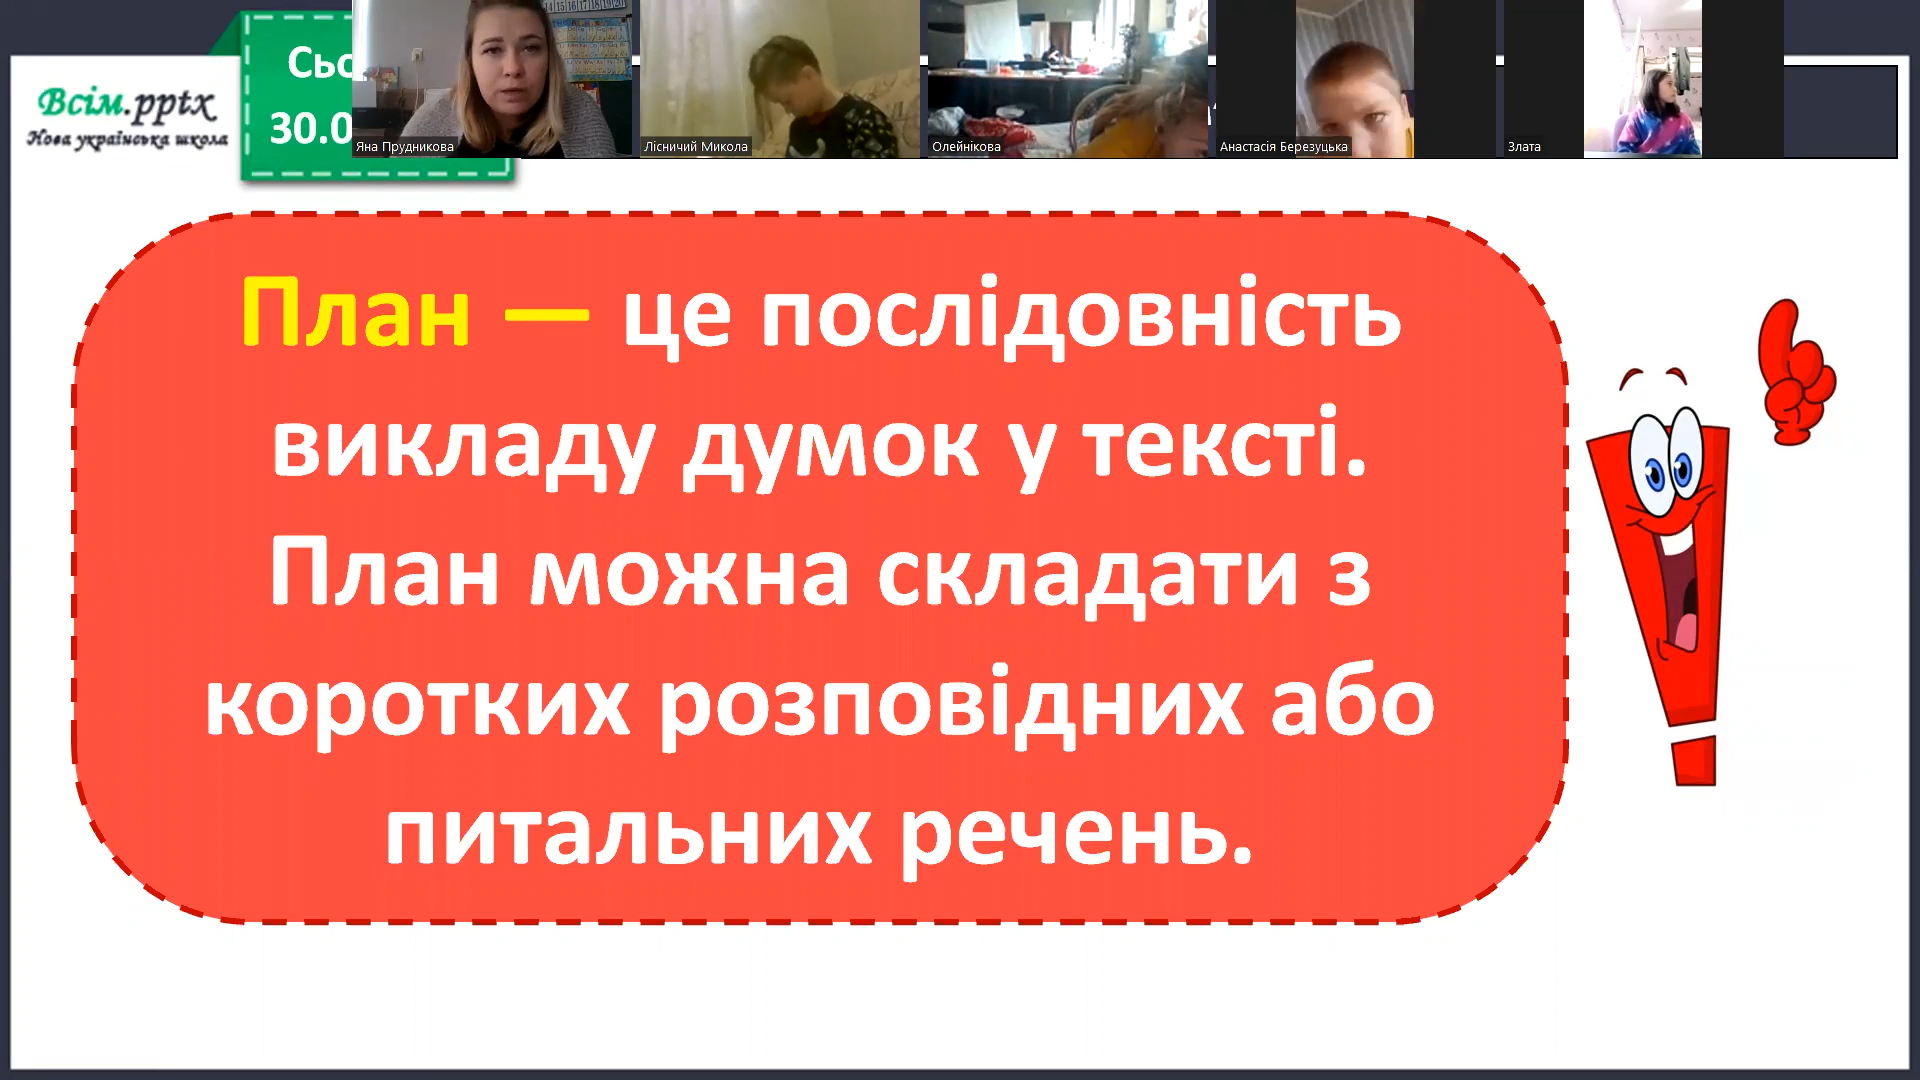 Всім.pptx
Нова українська школа
30.0
Яна Прудникова
Лісничий Микола
Олейнікова
Анастасія Березуцька
Злата
План — це послідовність
викладу думок у тексті.
План можна складати з
коротких розповідних або
питальних речень.